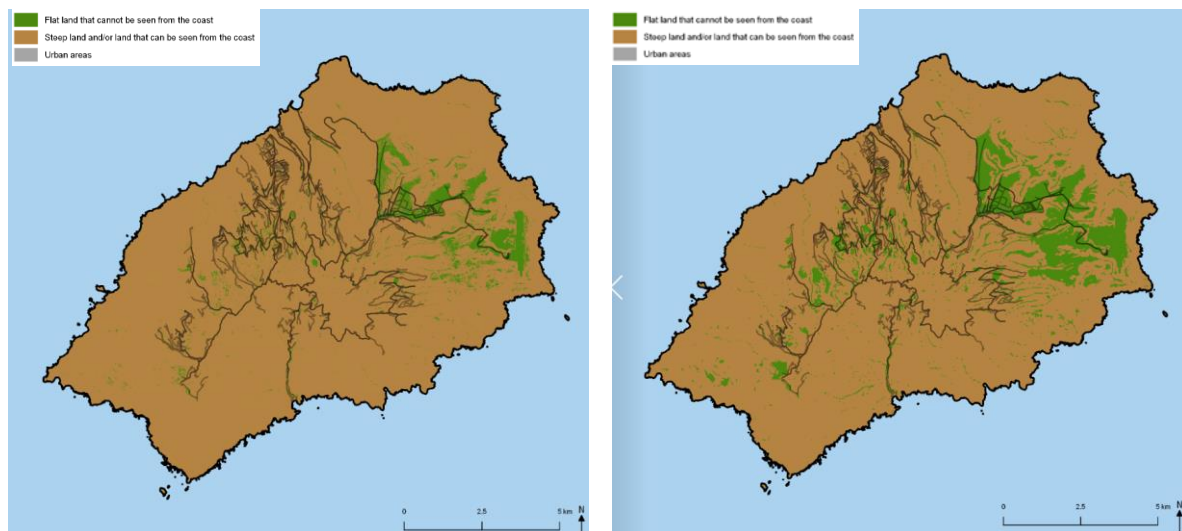 Flat land that cannot be seen from the coast
Steep land and/or land that can be seen from the coast
Urban areas
0 2.5 5 km
N
Flat land that cannot be seen from the coast
Steep land and/or land that can be seen from the coast
Urban areas
0 2.5 5 km
N